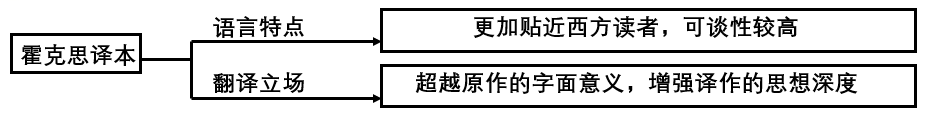 语言特点
更加贴近西方读者，可谈性较高
霍克思译本
翻译立场
超越原作的字面意义，增强译作的思想深度